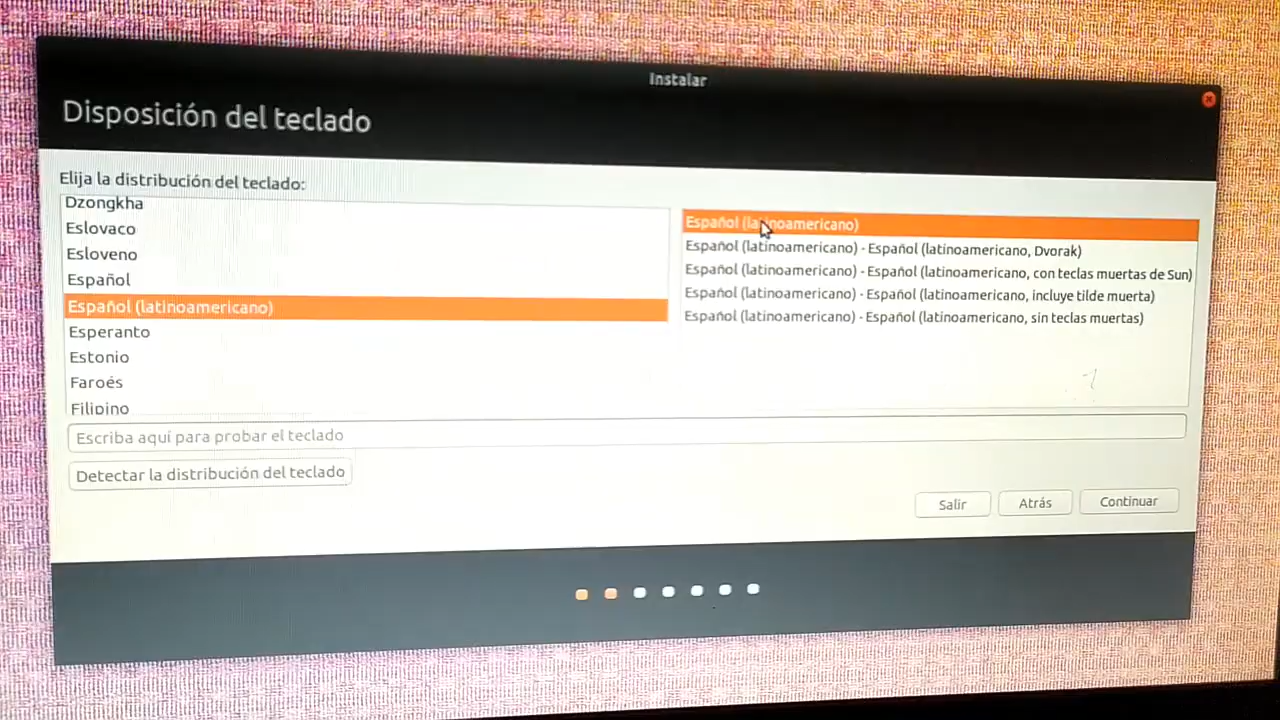 Instalar
Disposición del teclado
Elija la distribución del teclado:
Dzongkha
Eslovaco
Esloveno
Español
Español (latinoamericano)
Esperanto
Estonio
Faroés
Filipino
Español (latinoamericano)
Español (latinoamericano) - Español (latinoamericano, Dvorak)
Español (latinoamericano) - Español (latinoamericano, con teclas muertas de Sun)
Español (latinoamericano) - Español (latinoamericano, incluye tilde muerta)
Español (latinoamericano) - Español (latinoamericano, sin teclas muertas)
Escriba aquí para probar el teclado
Detectar la distribución del teclado
Salir
Atrás
Continuar